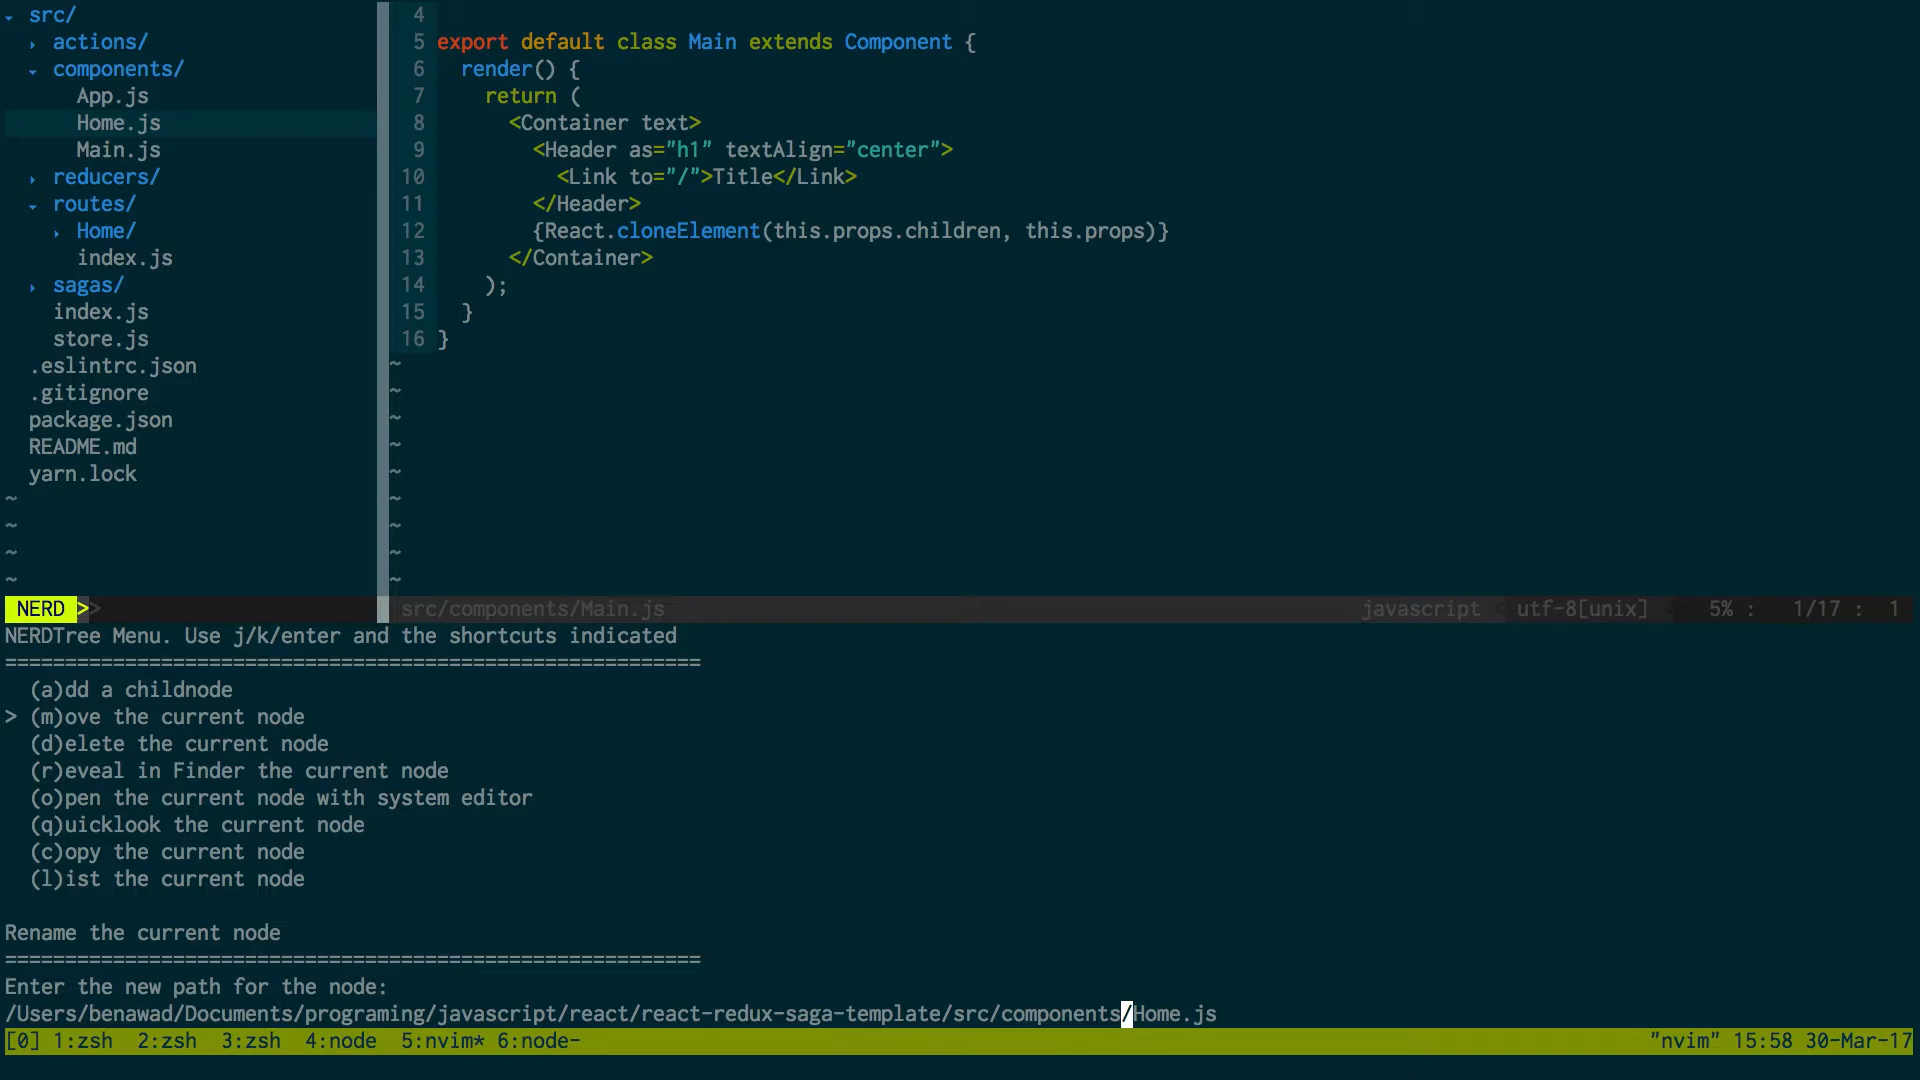 src/
actions/
components/
App.js
Home.js
Main.js
reducers/
routes/
Home/
index.js
sagas/
index.js
store.js
.eslintrc.json
.gitignore
package.json
README.md
yarn.lock
~
~
~
~
4
5 export default class Main extends Component {
6   render() {
7     return (
8       <Container text>
9         <Header as="h1" textAlign="center">
10           <Link to="/">Title</Link>
11         </Header>
12         {React.cloneElement(this.props.children, this.props)}
13       </Container>
14     );
15   }
16 }
~
~
~
~
~
~
~
~
~
NERD >> src/components/Main.js javascript < utf-8[unix] < 5% : 1/17 : 1
NERDTree Menu. Use j/k/enter and the shortcuts indicated
==========================================================
(a)dd a childnode
> (m)ove the current node
(d)elete the current node
(r)eveal in Finder the current node
(o)pen the current node with system editor
(q)uicklook the current node
(c)opy the current node
(l)ist the current node
Rename the current node
==========================================================
Enter the new path for the node:
/Users/benawad/Documents/programing/javascript/react/react-redux-saga-template/src/components/Home.js
[0] 1:zsh 2:zsh 3:zsh 4:node 5:nvim* 6:node- "nvim" 15:58 30-Mar-17